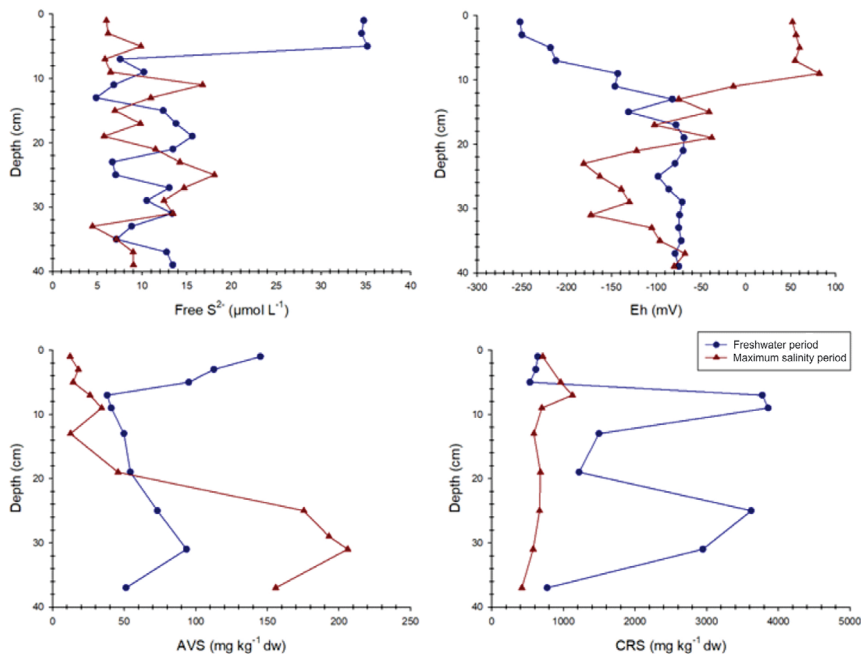 0
10
20
30
40
Depth (cm)
0 5 10 15 20 25 30 35 40
Free S²⁻ (µmol L⁻¹)
0
10
20
30
40
Depth (cm)
-300 -250 -200 -150 -100 -50 0 50 100
Eh (mV)
0
10
20
30
40
Depth (cm)
0 50 100 150 200 250
AVS (mg kg⁻¹ dw)
Freshwater period
Maximum salinity period
0
10
20
30
40
Depth (cm)
0 1000 2000 3000 4000 5000
CRS (mg kg⁻¹ dw)